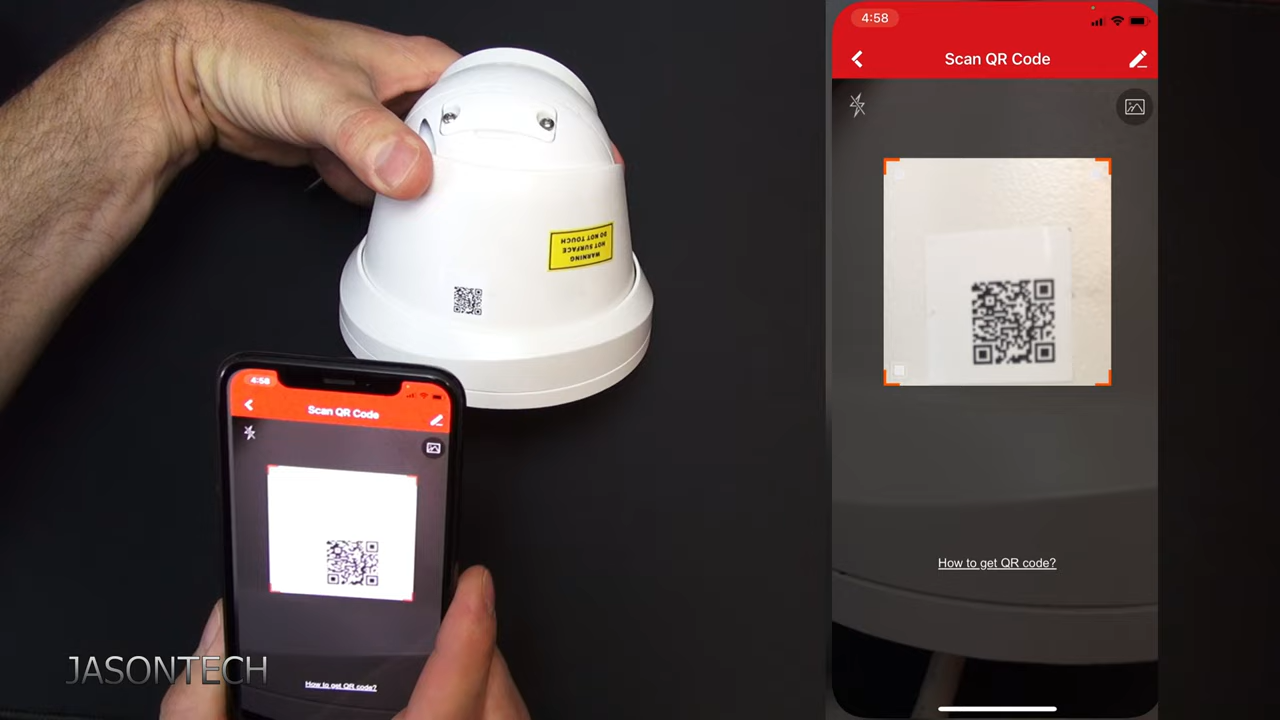 WARNING
HOT SURFACE
DO NOT TOUCH
4:58
Scan QR Code
How to get QR code?
JASONTECH
4:58
Scan QR Code
How to get QR code?